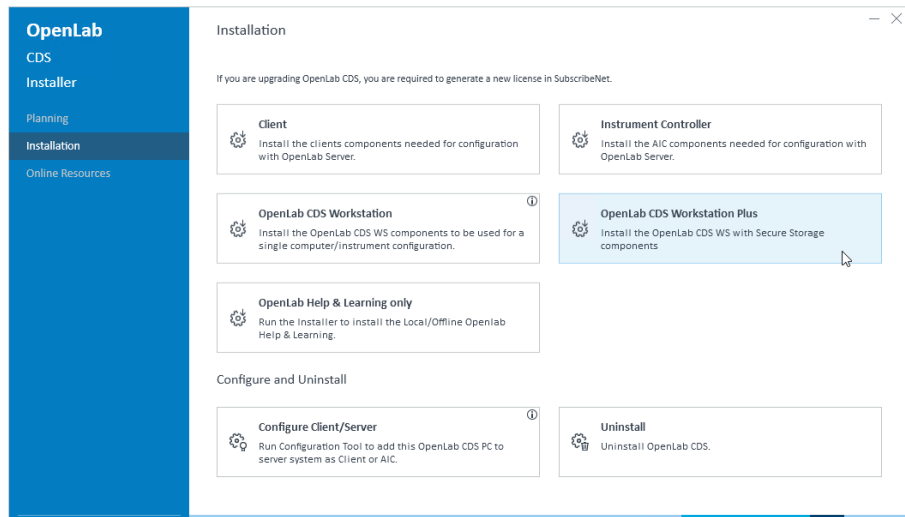 OpenLab
CDS
Installer
Planning
Installation
Online Resources
Installation
If you are upgrading OpenLab CDS, you are required to generate a new license in SubscribeNet.
Client
Install the clients components needed for configuration
with OpenLab Server.
Instrument Controller
Install the AIC components needed for configuration with
OpenLab Server.
OpenLab CDS Workstation
Install the OpenLab CDS WS components to be used for a
single computer/instrument configuration.
OpenLab CDS Workstation Plus
Install the OpenLab CDS WS with Secure Storage
components
OpenLab Help & Learning only
Run the Installer to install the Local/Offline Openlab
Help & Learning.
Configure and Uninstall
Configure Client/Server
Run Configuration Tool to add this OpenLab CDS PC to
server system as Client or AIC.
Uninstall
Uninstall OpenLab CDS.